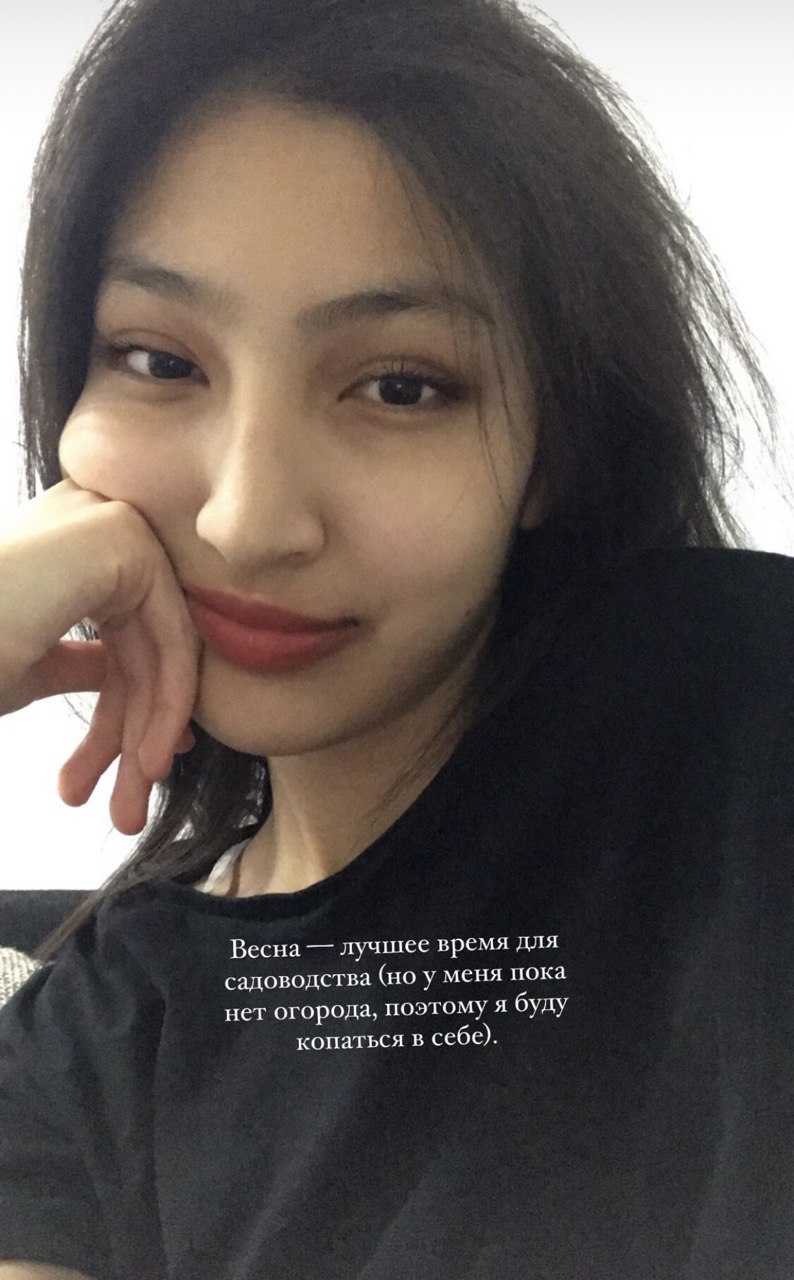 Весна — лучшее время для
садоводства (но у меня пока
нет огорода, поэтому я буду
копаться в себе).